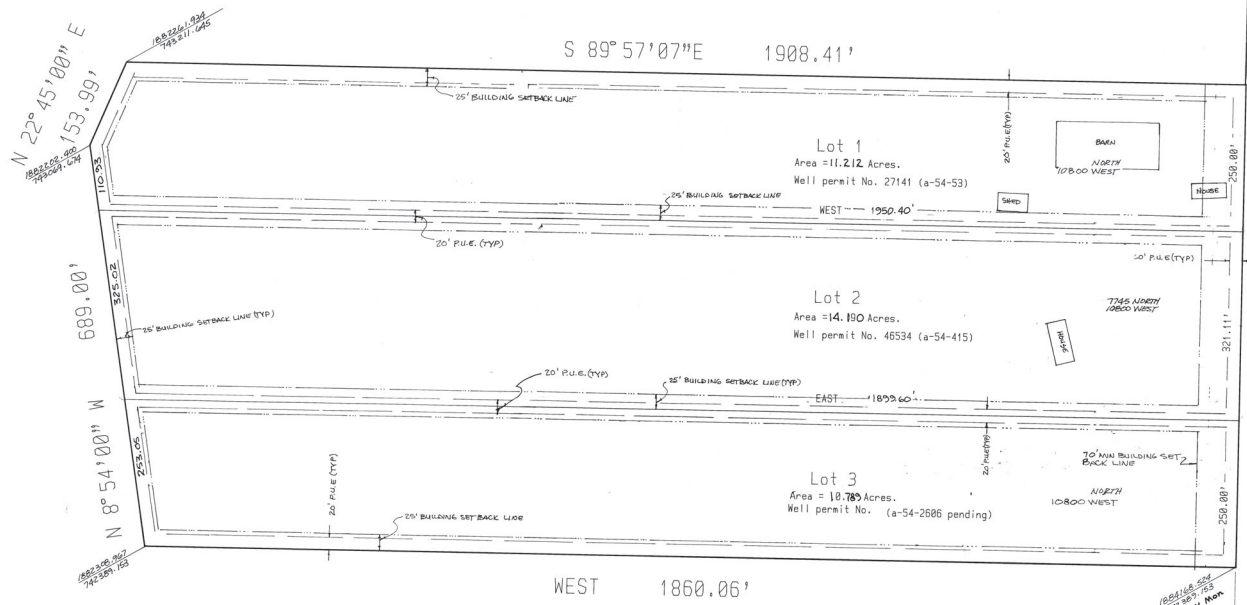 1882261.934
743211.645
S 89°57'07"E 1908.41'
N 22°45'00" E
153.99'
1882202.400
743069.674
25' BUILDING SETBACK LINE
20' P.U.E.(TYP)
Lot 1
Area = 11.212 Acres.
Well permit No. 27141 (a-54-53)
BARN
NORTH
10800 WEST
250.00'
HOUSE
SHED
110.93
25' BUILDING SETBACK LINE
WEST 1950.40'
20' P.U.E. (TYP)
20' P.U.E(TYP)
689.00'
325.02
25' BUILDING SETBACK LINE (TYP)
Lot 2
Area = 14.190 Acres.
Well permit No. 46534 (a-54-415)
7745 NORTH
10800 WEST
HOUSE
321.11'
20' P.U.E.(TYP)
25' BUILDING SETBACK LINE (TYP)
EAST 1899.60'
N 8°54'00" W
253.05
20' P.U.E (TYP)
20' P.U.E(TYP)
70' MIN BUILDING SET
BACK LINE
Lot 3
Area = 10.789 Acres.
Well permit No. (a-54-2606 pending)
NORTH
10800 WEST
250.00'
25' BUILDING SETBACK LINE
1882308.967
742389.153
WEST 1860.06'
1884168.524
Mon